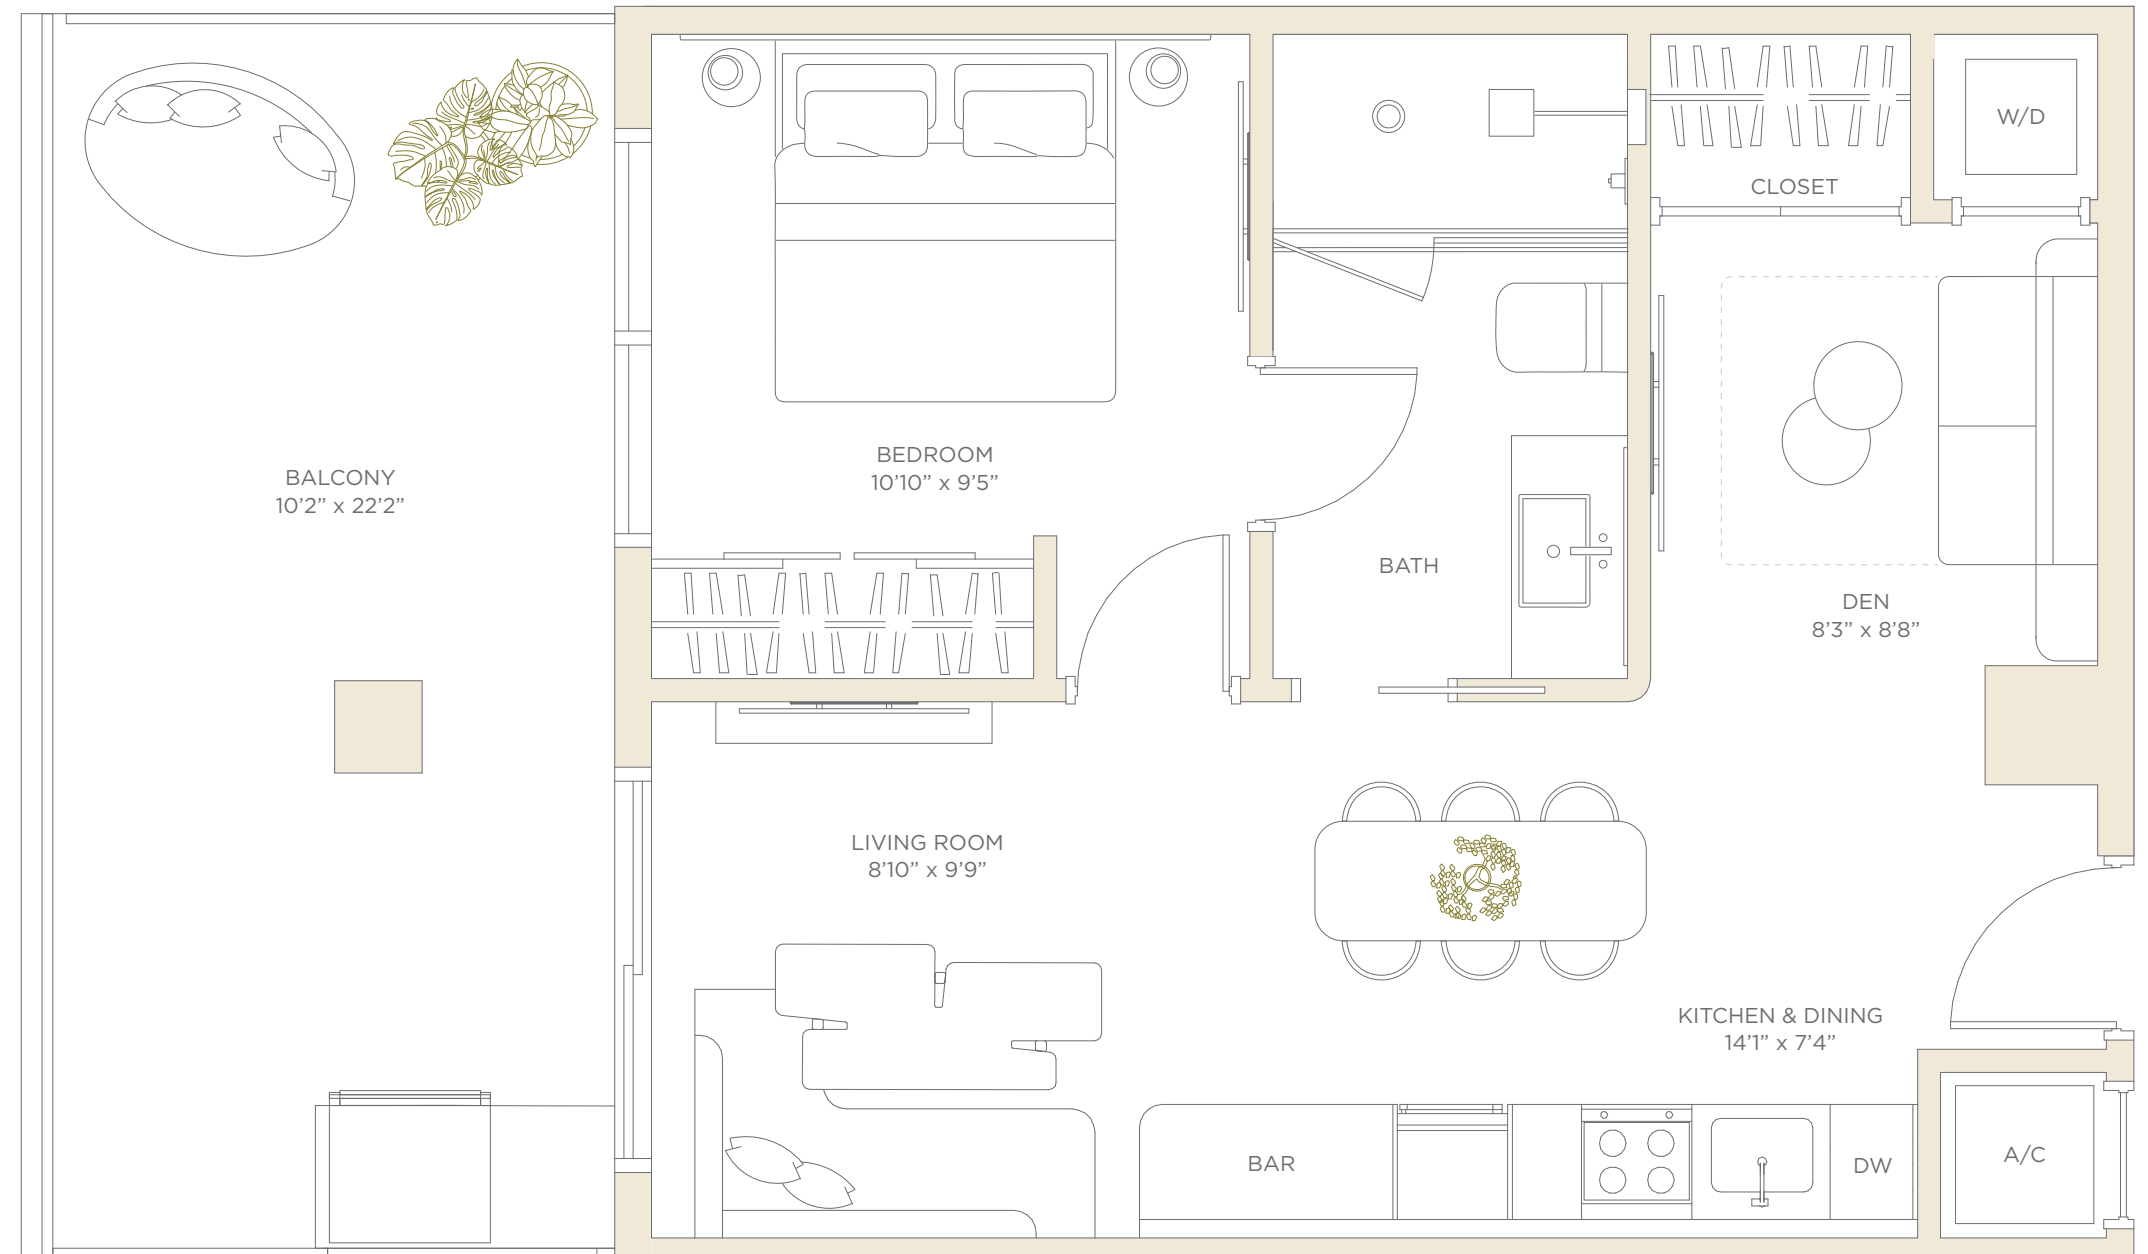 W/D
CLOSET
BEDROOM
10’10” x 9’5”
BALCONY
10’2” x 22’2”
BATH
DEN
8’3” x 8’8”
LIVING ROOM
8’10” x 9’9”
KITCHEN & DINING
14’1” x 7’4”
BAR
DW
A/C